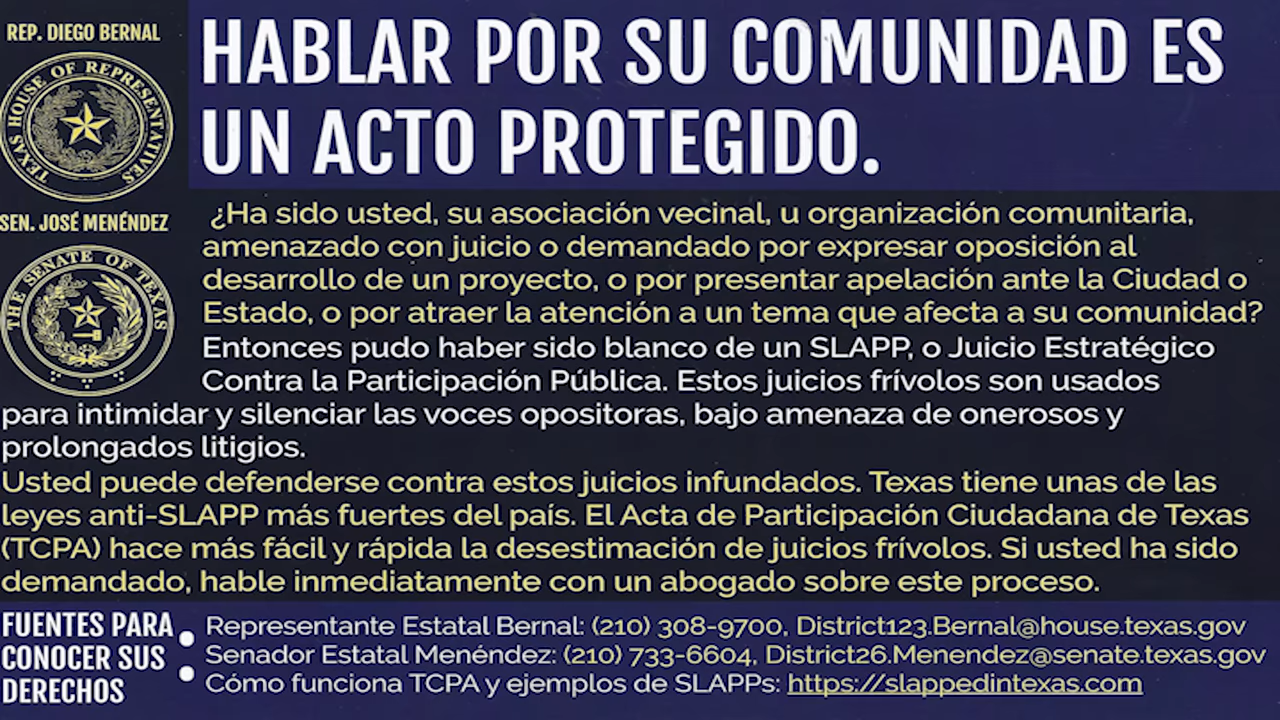 REP. DIEGO BERNAL
TEXAS HOUSE OF REPRESENTATIVES
SEN. JOSÉ MENÉNDEZ
THE SENATE OF TEXAS
HABLAR POR SU COMUNIDAD ES
UN ACTO PROTEGIDO.
¿Ha sido usted, su asociación vecinal, u organización comunitaria,
amenazado con juicio o demandado por expresar oposición al
desarrollo de un proyecto, o por presentar apelación ante la Ciudad o
Estado, o por atraer la atención a un tema que afecta a su comunidad?
Entonces pudo haber sido blanco de un SLAPP, o Juicio Estratégico
Contra la Participación Pública. Estos juicios frívolos son usados
para intimidar y silenciar las voces opositoras, bajo amenaza de onerosos y
prolongados litigios.
Usted puede defenderse contra estos juicios infundados. Texas tiene unas de las
leyes anti-SLAPP más fuertes del país. El Acta de Participación Ciudadana de Texas
(TCPA) hace más fácil y rápida la desestimación de juicios frívolos. Si usted ha sido
demandado, hable inmediatamente con un abogado sobre este proceso.
FUENTES PARA
CONOCER SUS
DERECHOS
• Representante Estatal Bernal: (210) 308-9700, District123.Bernal@house.texas.gov
Senador Estatal Menéndez: (210) 733-6604, District26.Menendez@senate.texas.gov
• Cómo funciona TCPA y ejemplos de SLAPPs: https://slappedintexas.com